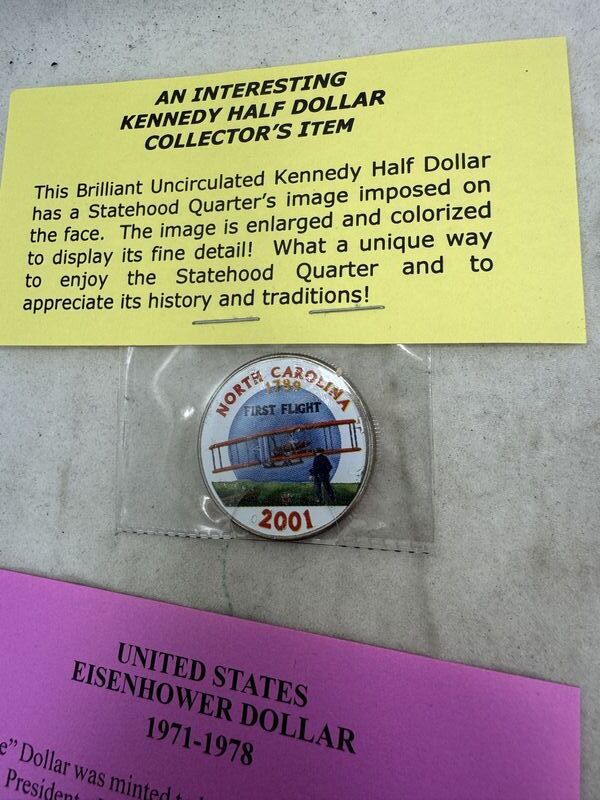 AN INTERESTING
KENNEDY HALF DOLLAR
COLLECTOR'S ITEM
This Brilliant Uncirculated Kennedy Half Dollar
has a Statehood Quarter's image imposed on
the face. The image is enlarged and colorized
to display its fine detail! What a unique way
to enjoy the Statehood Quarter and to
appreciate its history and traditions!
NORTH CAROLINA
1789
FIRST FLIGHT
2001
UNITED STATES
EISENHOWER DOLLAR
1971-1978
e" Dollar was minted
President